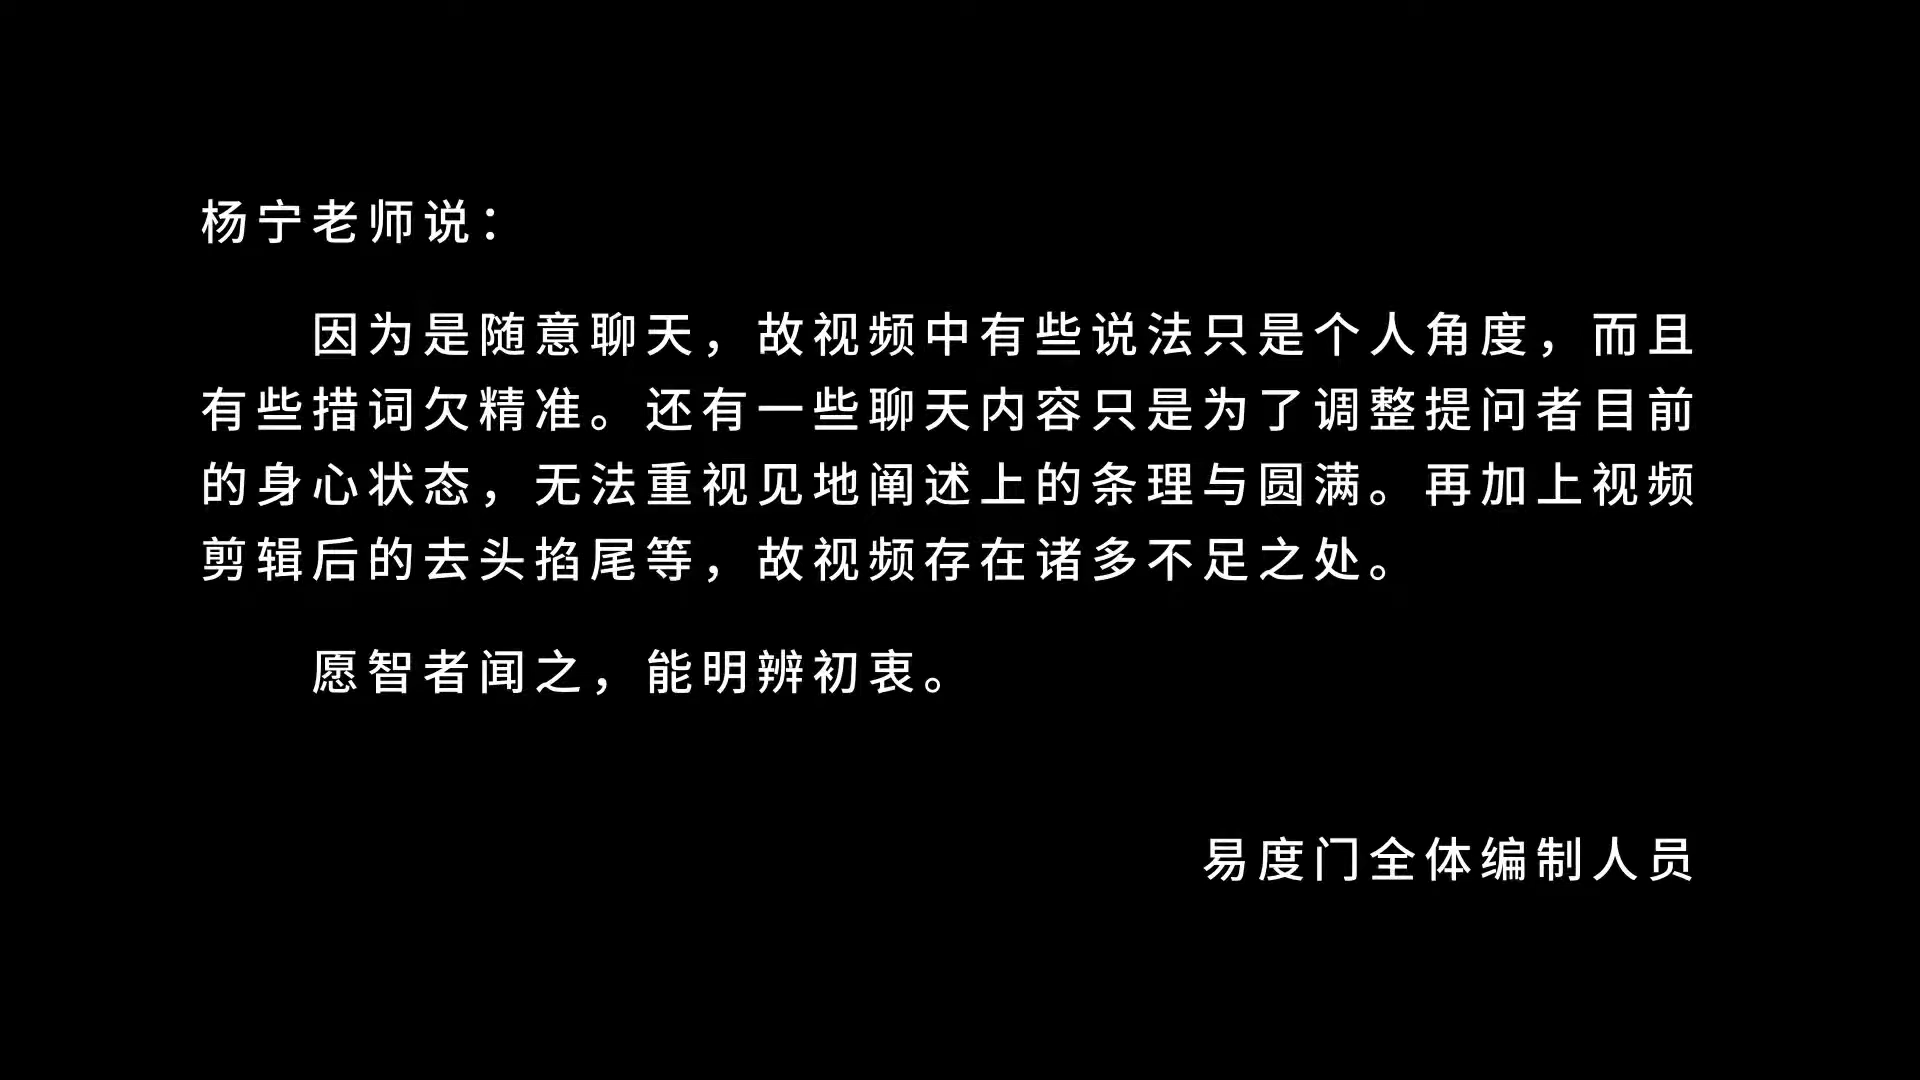 杨宁老师说：
因为是随意聊天，故视频中有些说法只是个人角度，而且
有些措词欠精准。还有一些聊天内容只是为了调整提问者目前
的身心状态，无法重视见地阐述上的条理与圆满。再加上视频
剪辑后的去头掐尾等，故视频存在诸多不足之处。
愿智者闻之，能明辨初衷。
易度门全体编制人员